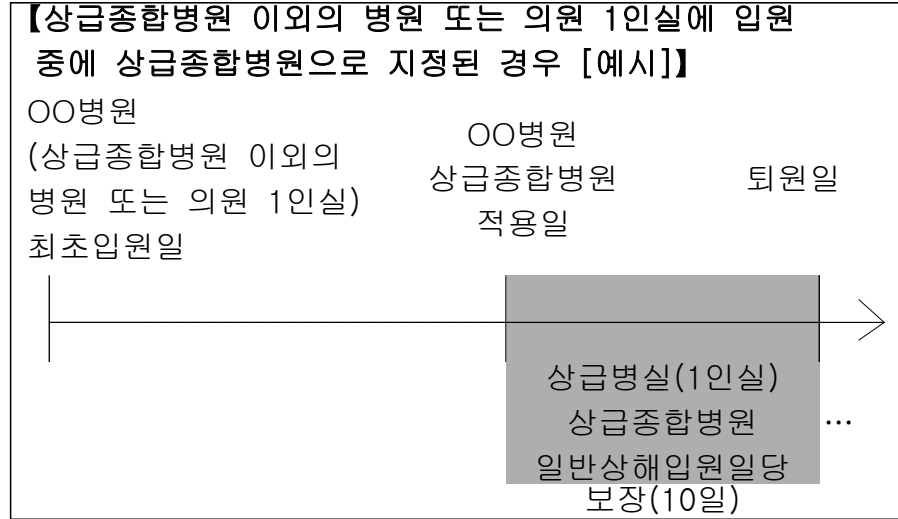 【상급종합병원 이외의 병원 또는 의원 1인실에 입원
중에 상급종합병원으로 지정된 경우 [예시]】
OO병원
(상급종합병원 이외의
병원 또는 의원 1인실)
최초입원일
OO병원
상급종합병원
적용일
퇴원일
상급병실(1인실)
상급종합병원
일반상해입원일당
보장(10일)
…